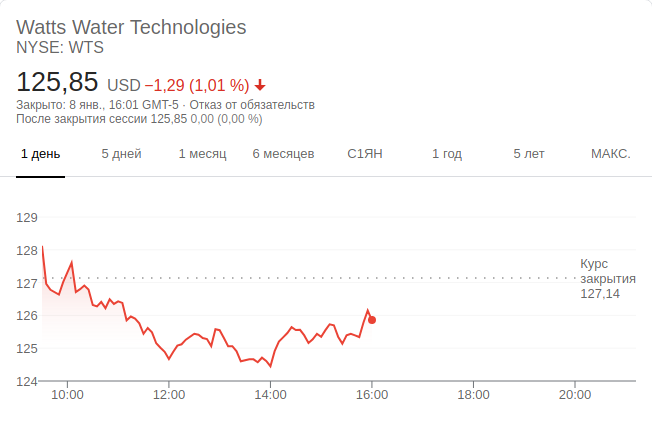 Watts Water Technologies
NYSE: WTS
125,85 USD −1,29 (1,01 %)
Закрыто: 8 янв., 16:01 GMT-5 · Отказ от обязательств
После закрытия сессии 125,85 0,00 (0,00 %)
1 день 5 дней 1 месяц 6 месяцев С1ЯН 1 год 5 лет МАКС.
129
128
Курс
закрытия
127,14
127
126
125
124
10:00 12:00 14:00 16:00 18:00 20:00